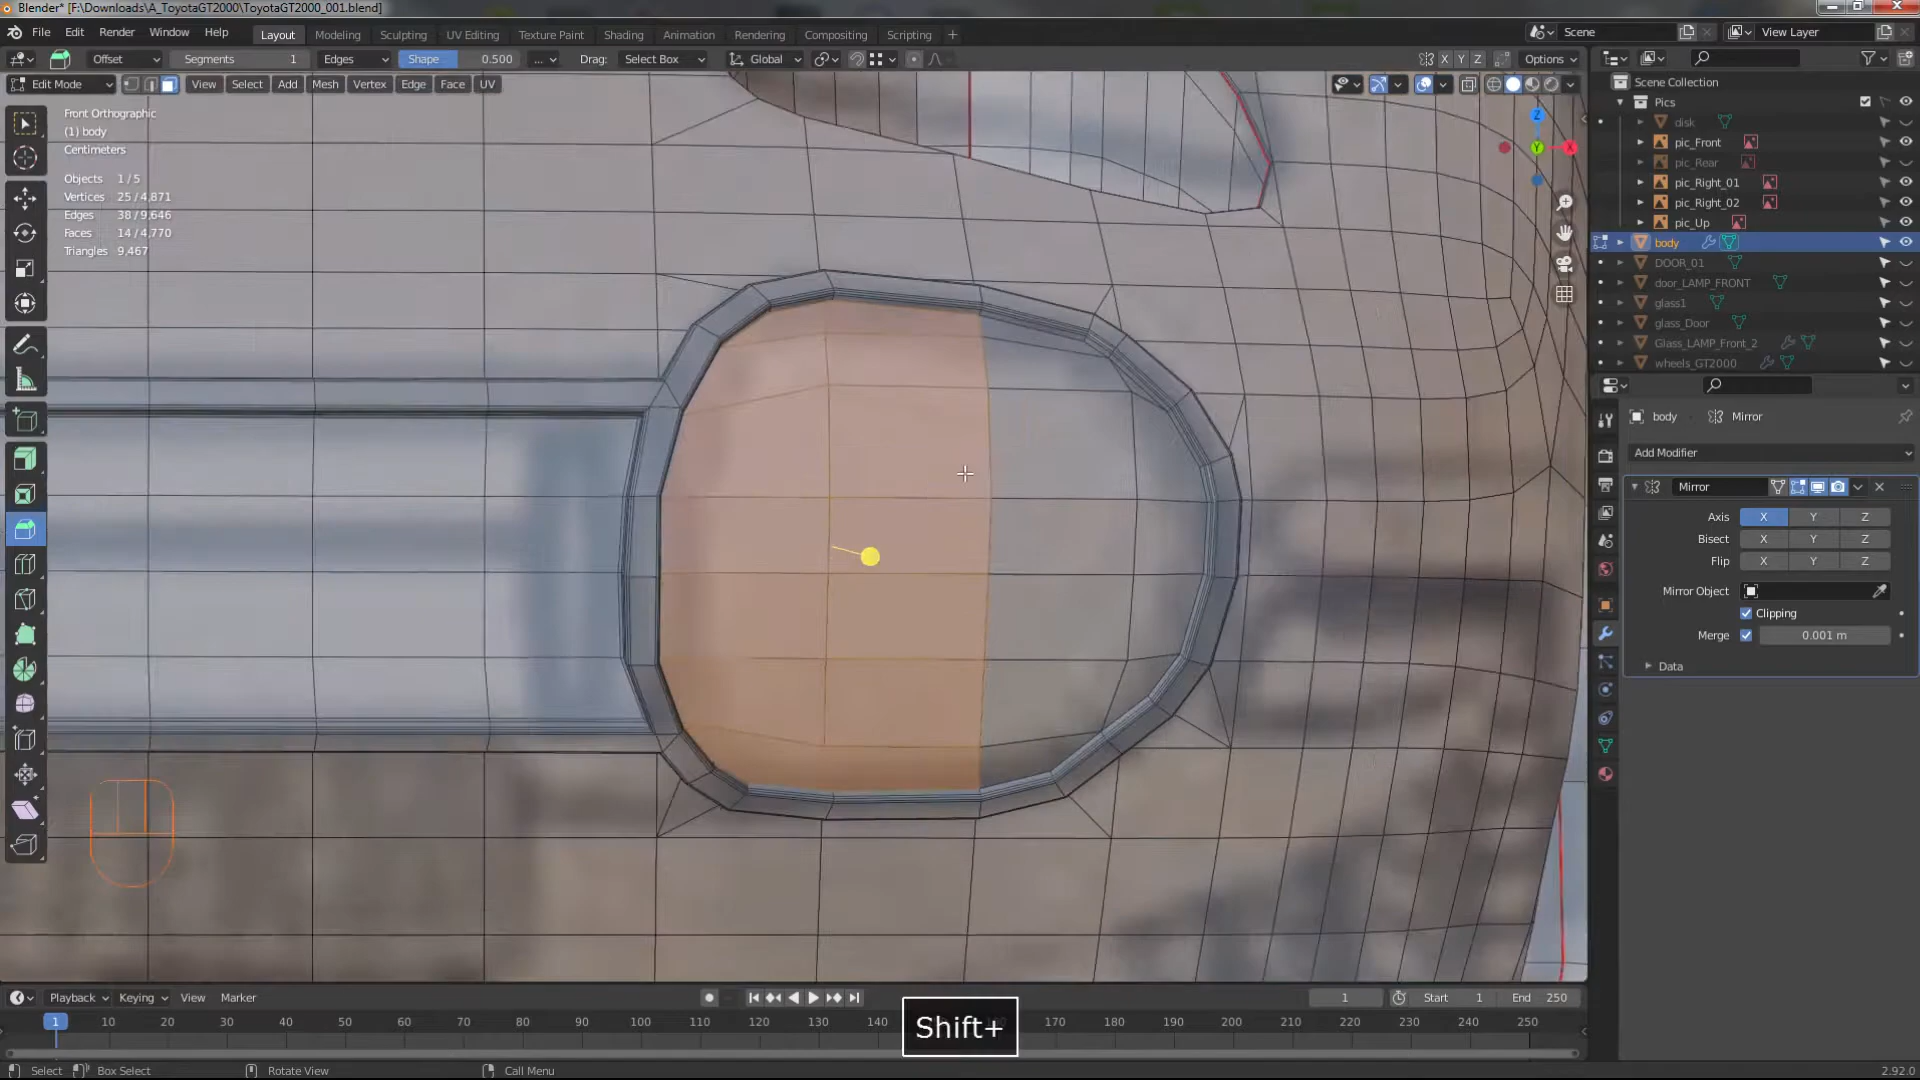 Blender* [F:\Downloads\A_ToyotaGT2000\ToyotaGT2000_001.blend]
File Edit Render Window Help Layout Modeling Sculpting UV Editing Texture Paint Shading Animation Rendering Compositing Scripting + Scene View Layer
Offset Segments 1 Edges Shape 0.500 ... Drag: Select Box Global X Y Z Options
Edit Mode View Select Add Mesh Vertex Edge Face UV
Front Orthographic
(1) body
Centimeters
Objects 1 / 5
Vertices 25 / 4,871
Edges 38 / 9,646
Faces 14 / 4,770
Triangles 9,467
Z
Y
X
Scene Collection
Pics
disk
pic_Front
pic_Rear
pic_Right_01
pic_Right_02
pic_Up
body
DOOR_01
door_LAMP_FRONT
glass1
glass_Door
Glass_LAMP_Front_2
wheels_GT2000
body Mirror
Add Modifier
Mirror
Axis X Y Z
Bisect X Y Z
Flip X Y Z
Mirror Object
Clipping
Merge 0.001 m
Data
Playback Keying View Marker 1 Start 1 End 250
1 10 20 30 40 50 60 70 80 90 100 110 120 130 140 170 180 190 200 210 220 230 240 250
Shift+
Select Box Select Rotate View Call Menu 2.92.0